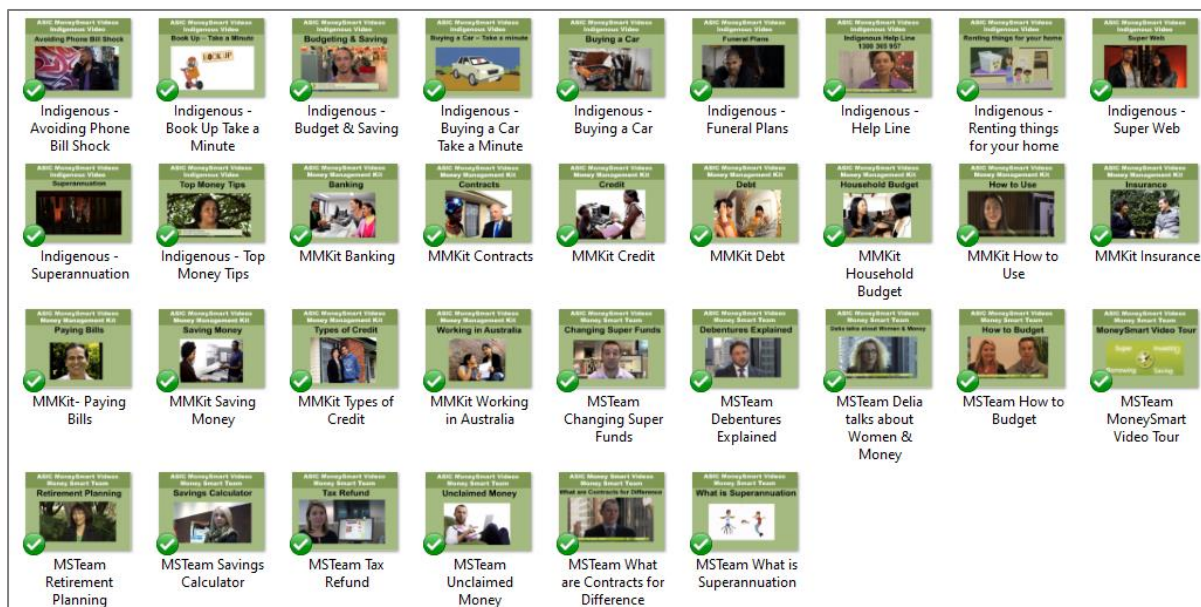 ASIC MoneySmart Videos
Indigenous Video
Avoiding Phone Bill Shock
Indigenous -
Avoiding Phone
Bill Shock
ASIC MoneySmart Videos
Indigenous Video
Book Up – Take a Minute
BOOK UP
Indigenous -
Book Up Take a
Minute
ASIC MoneySmart Videos
Indigenous Video
Budgeting & Saving
Indigenous -
Budget & Saving
ASIC MoneySmart Videos
Indigenous Video
Buying a Car – Take a minute
Indigenous -
Buying a Car
Take a Minute
ASIC MoneySmart Videos
Indigenous Video
Buying a Car
Indigenous -
Buying a Car
ASIC MoneySmart Videos
Indigenous Video
Funeral Plans
Indigenous -
Funeral Plans
ASIC MoneySmart Videos
Indigenous Video
Indigenous Help Line
1300 365 957
Indigenous -
Help Line
ASIC MoneySmart Videos
Indigenous Video
Renting things for your home
Indigenous -
Renting things
for your home
ASIC MoneySmart Videos
Indigenous Video
Super Web
Indigenous -
Super Web
ASIC MoneySmart Videos
Indigenous Video
Superannuation
Indigenous -
Superannuation
ASIC MoneySmart Videos
Indigenous Video
Top Money Tips
Indigenous - Top
Money Tips
ASIC MoneySmart Videos
Money Management Kit
Banking
MMKit Banking
ASIC MoneySmart Videos
Money Management Kit
Contracts
MMKit Contracts
ASIC MoneySmart Videos
Money Management Kit
Credit
MMKit Credit
ASIC MoneySmart Videos
Money Management Kit
Debt
MMKit Debt
ASIC MoneySmart Videos
Money Management Kit
Household Budget
MMKit
Household
Budget
ASIC MoneySmart Videos
Money Management Kit
How to Use
MMKit How to
Use
ASIC MoneySmart Videos
Money Management Kit
Insurance
MMKit Insurance
ASIC MoneySmart Videos
Money Management Kit
Paying Bills
MMKit- Paying
Bills
ASIC MoneySmart Videos
Money Management Kit
Saving Money
MMKit Saving
Money
ASIC MoneySmart Videos
Money Management Kit
Types of Credit
MMKit Types of
Credit
ASIC MoneySmart Videos
Money Management Kit
Working in Australia
MMKit Working
in Australia
ASIC MoneySmart Videos
Money Smart Team
Changing Super Funds
MSTeam
Changing Super
Funds
ASIC MoneySmart Videos
Money Smart Team
Debentures Explained
MSTeam
Debentures
Explained
ASIC MoneySmart Videos
Money Smart Team
Delia talks about Women & Money
MSTeam Delia
talks about
Women &
Money
ASIC MoneySmart Videos
Money Smart Team
How to Budget
MSTeam How to
Budget
ASIC MoneySmart Videos
Money Smart Team
MoneySmart Video Tour
Super
Investing
Borrowing
Saving
MSTeam
MoneySmart
Video Tour
ASIC MoneySmart Videos
Money Smart Team
Retirement Planning
MSTeam
Retirement
Planning
ASIC MoneySmart Videos
Money Smart Team
Savings Calculator
MSTeam Savings
Calculator
ASIC MoneySmart Videos
Money Smart Team
Tax Refund
MSTeam Tax
Refund
ASIC MoneySmart Videos
Money Smart Team
Unclaimed Money
MSTeam
Unclaimed
Money
ASIC MoneySmart Videos
Money Smart Team
What are Contracts for Difference
MSTeam What
are Contracts for
Difference
ASIC MoneySmart Videos
Money Smart Team
What is Superannuation
MSTeam What is
Superannuation